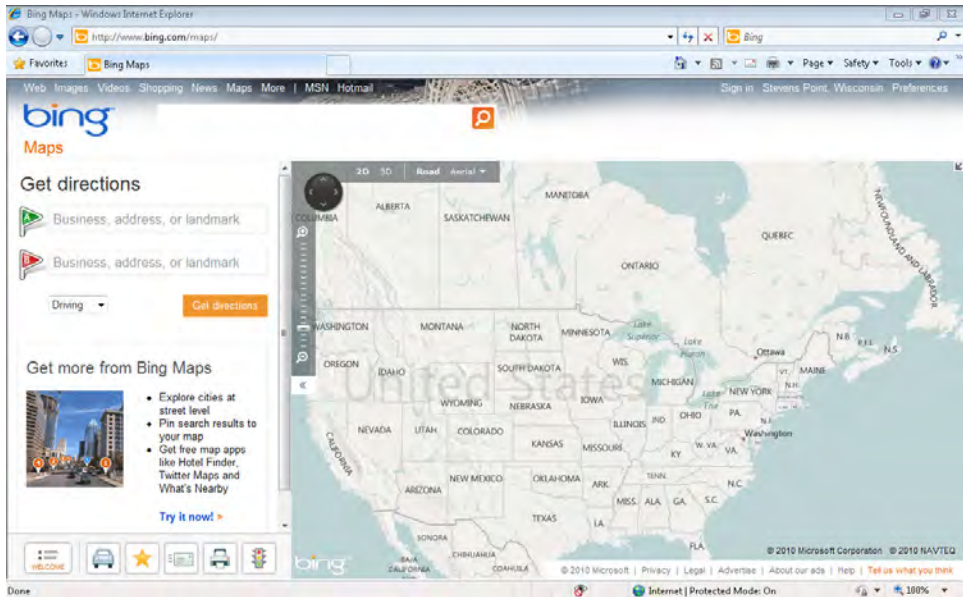 Bing Maps - Windows Internet Explorer
http://www.bing.com/maps/
Bing
Favorites Bing Maps
Page Safety Tools
Web Images Videos Shopping News Maps More | MSN Hotmail
Sign in Stevens Point, Wisconsin Preferences
bing
Maps
Get directions
A Business, address, or landmark
B Business, address, or landmark
Driving Get directions
Get more from Bing Maps
Explore cities at
street level
Pin search results to
your map
Get free map apps
like Hotel Finder,
Twitter Maps and
What's Nearby
Try it now!
WELCOME
2D 3D Road Aerial
COLUMBIA
ALBERTA
SASKATCHEWAN
MANITOBA
ONTARIO
QUEBEC
NEWFOUNDLAND AND LABRADOR
WASHINGTON
MONTANA
NORTH
DAKOTA
MINNESOTA
Lake
Superior
Lake
Huron
Ottawa
N.B.
P.E.I.
N.S.
OREGON
IDAHO
SOUTH DAKOTA
WIS.
MICHIGAN
VT.
MAINE
N.H.
United States
WYOMING
NEBRASKA
IOWA
Lake
Erie
NEW YORK
NEVADA
UTAH
COLORADO
ILLINOIS
IND.
OHIO
PA.
N.J.
Washington
CALIFORNIA
KANSAS
MISSOURI
KY.
W. VA.
VA.
ARIZONA
NEW MEXICO
OKLAHOMA
ARK.
TENN.
N.C.
MISS.
ALA.
GA.
S.C.
TEXAS
LA.
SONORA
FLA.
BAJA
CALIFORNIA
CHIHUAHUA
COAHUILA
bing
© 2010 Microsoft Corporation © 2010 NAVTEQ
© 2010 Microsoft | Privacy | Legal | Advertise | About our ads | Help | Tell us what you think
Done Internet | Protected Mode: On 100%